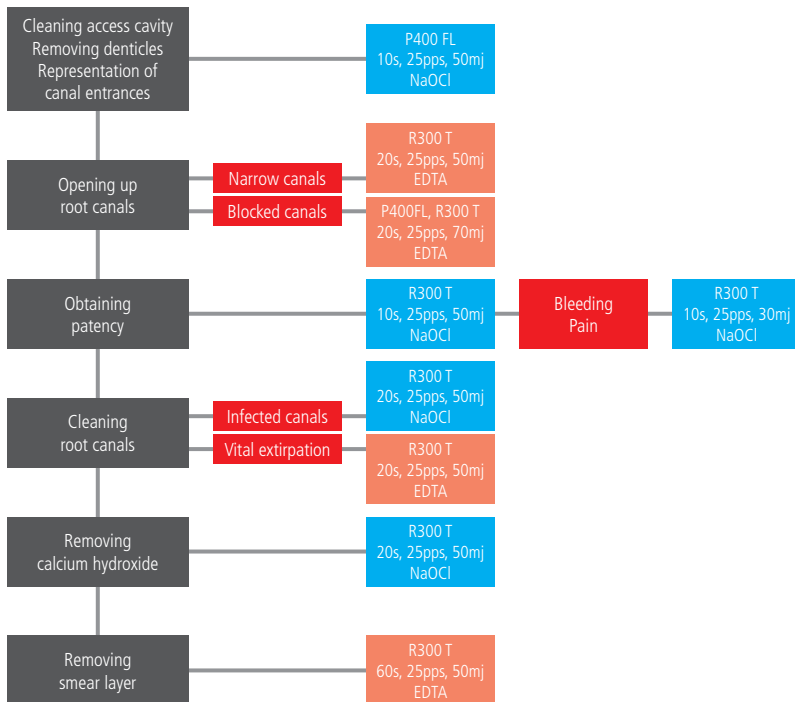 Cleaning access cavity
Removing denticles
Representation of
canal entrances
P400 FL
10s, 25pps, 50mj
NaOCl
Opening up
root canals
Narrow canals
R300 T
20s, 25pps, 50mj
EDTA
Blocked canals
P400FL, R300 T
20s, 25pps, 70mj
EDTA
Obtaining
patency
R300 T
10s, 25pps, 50mj
NaOCl
Bleeding
Pain
R300 T
10s, 25pps, 30mj
NaOCl
Cleaning
root canals
Infected canals
R300 T
20s, 25pps, 50mj
NaOCl
Vital extirpation
R300 T
20s, 25pps, 50mj
EDTA
Removing
calcium hydroxide
R300 T
20s, 25pps, 50mj
NaOCl
Removing
smear layer
R300 T
60s, 25pps, 50mj
EDTA